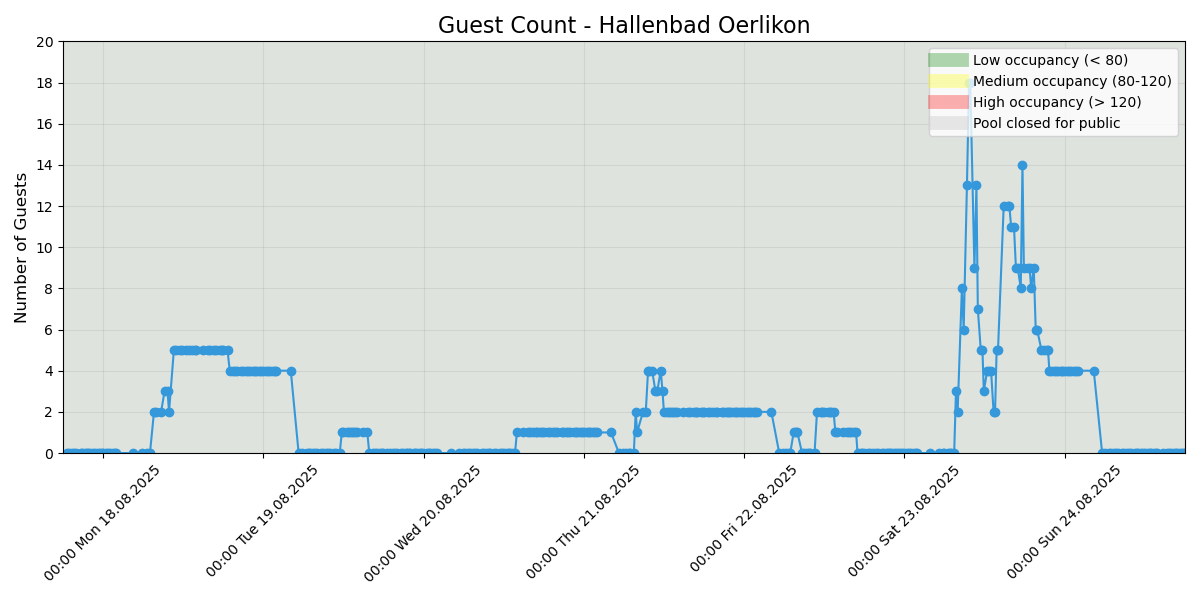 Guest Count - Hallenbad Oerlikon
Low occupancy (< 80)
Medium occupancy (80-120)
High occupancy (> 120)
Pool closed for public
Number of Guests
20
18
16
14
12
10
8
6
4
2
0
00:00 Mon 18.08.2025
00:00 Tue 19.08.2025
00:00 Wed 20.08.2025
00:00 Thu 21.08.2025
00:00 Fri 22.08.2025
00:00 Sat 23.08.2025
00:00 Sun 24.08.2025